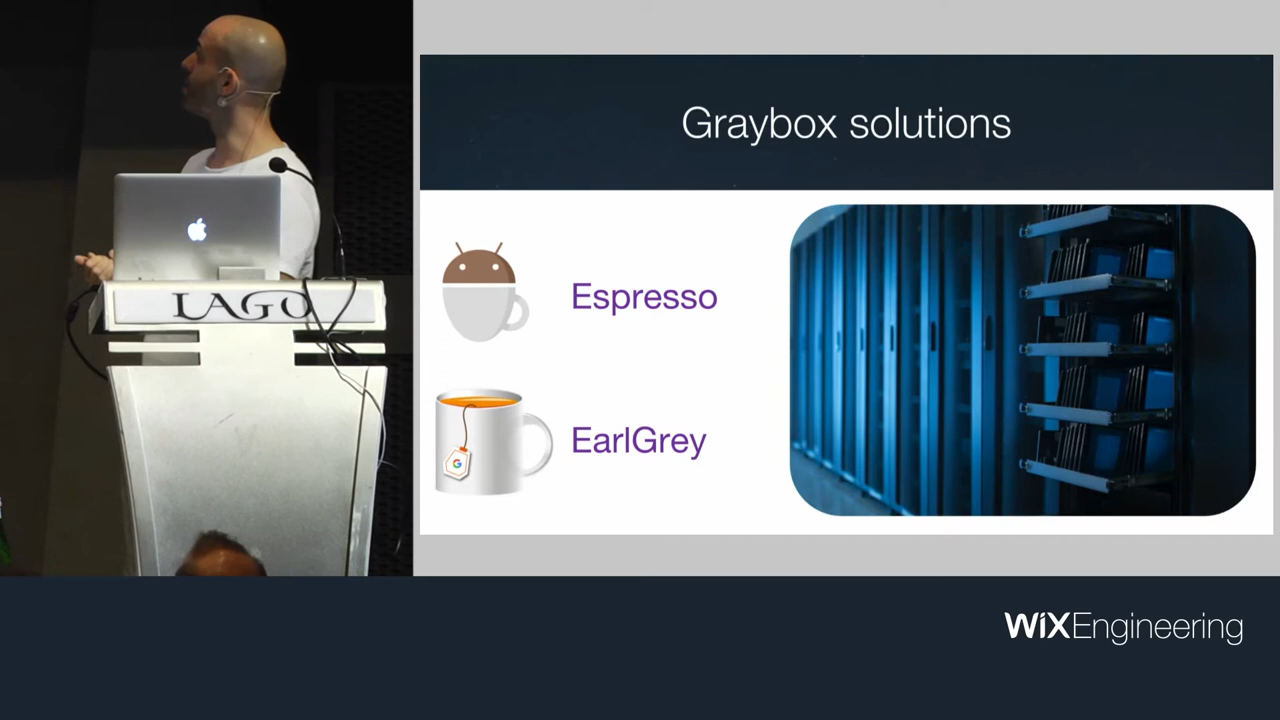 Graybox solutions
Espresso
EarlGrey
LAGO
WiXEngineering